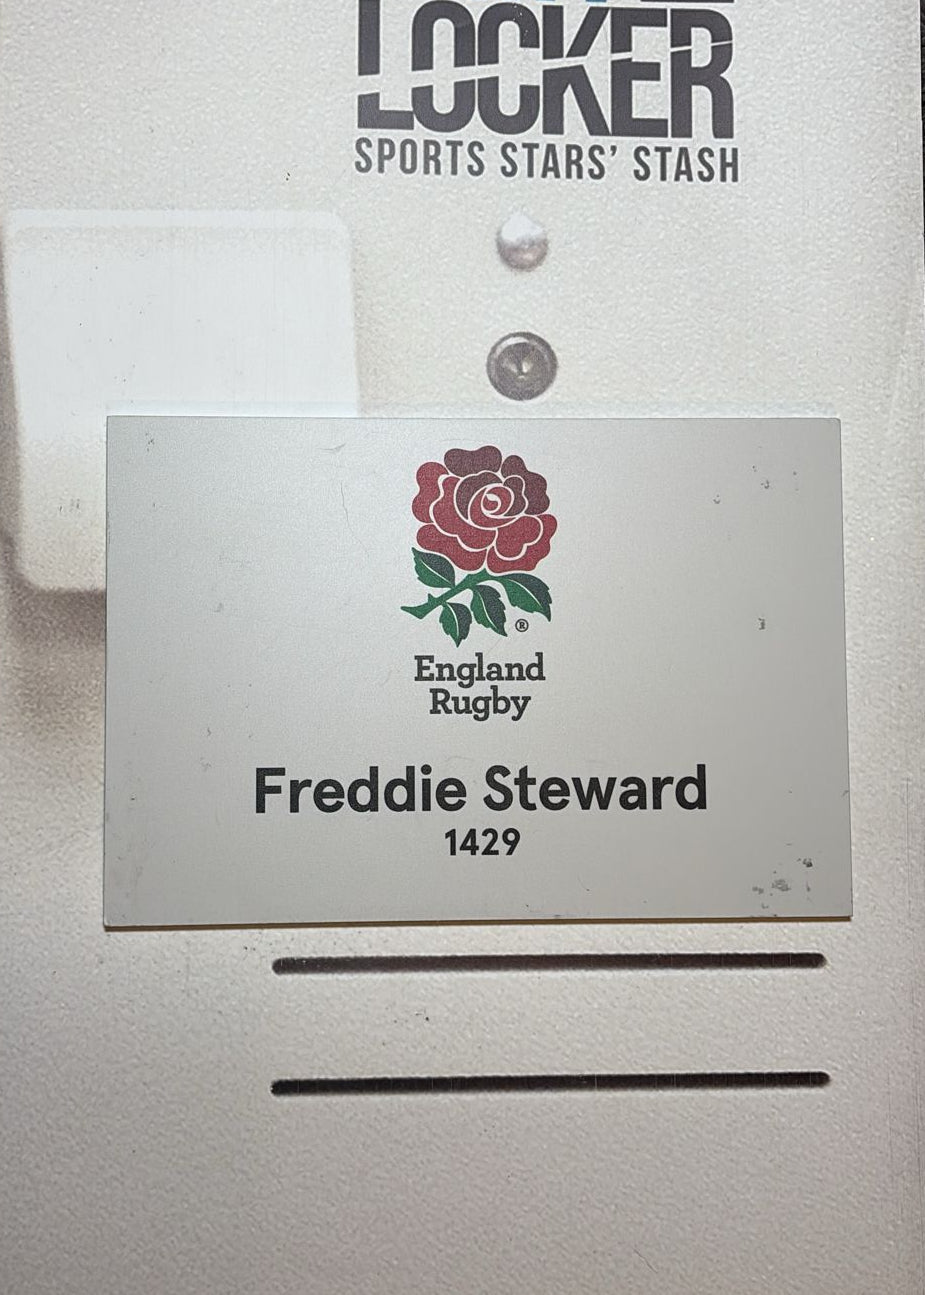 LOCKER
SPORTS STARS' STASH
®
England
Rugby
Freddie Steward
1429